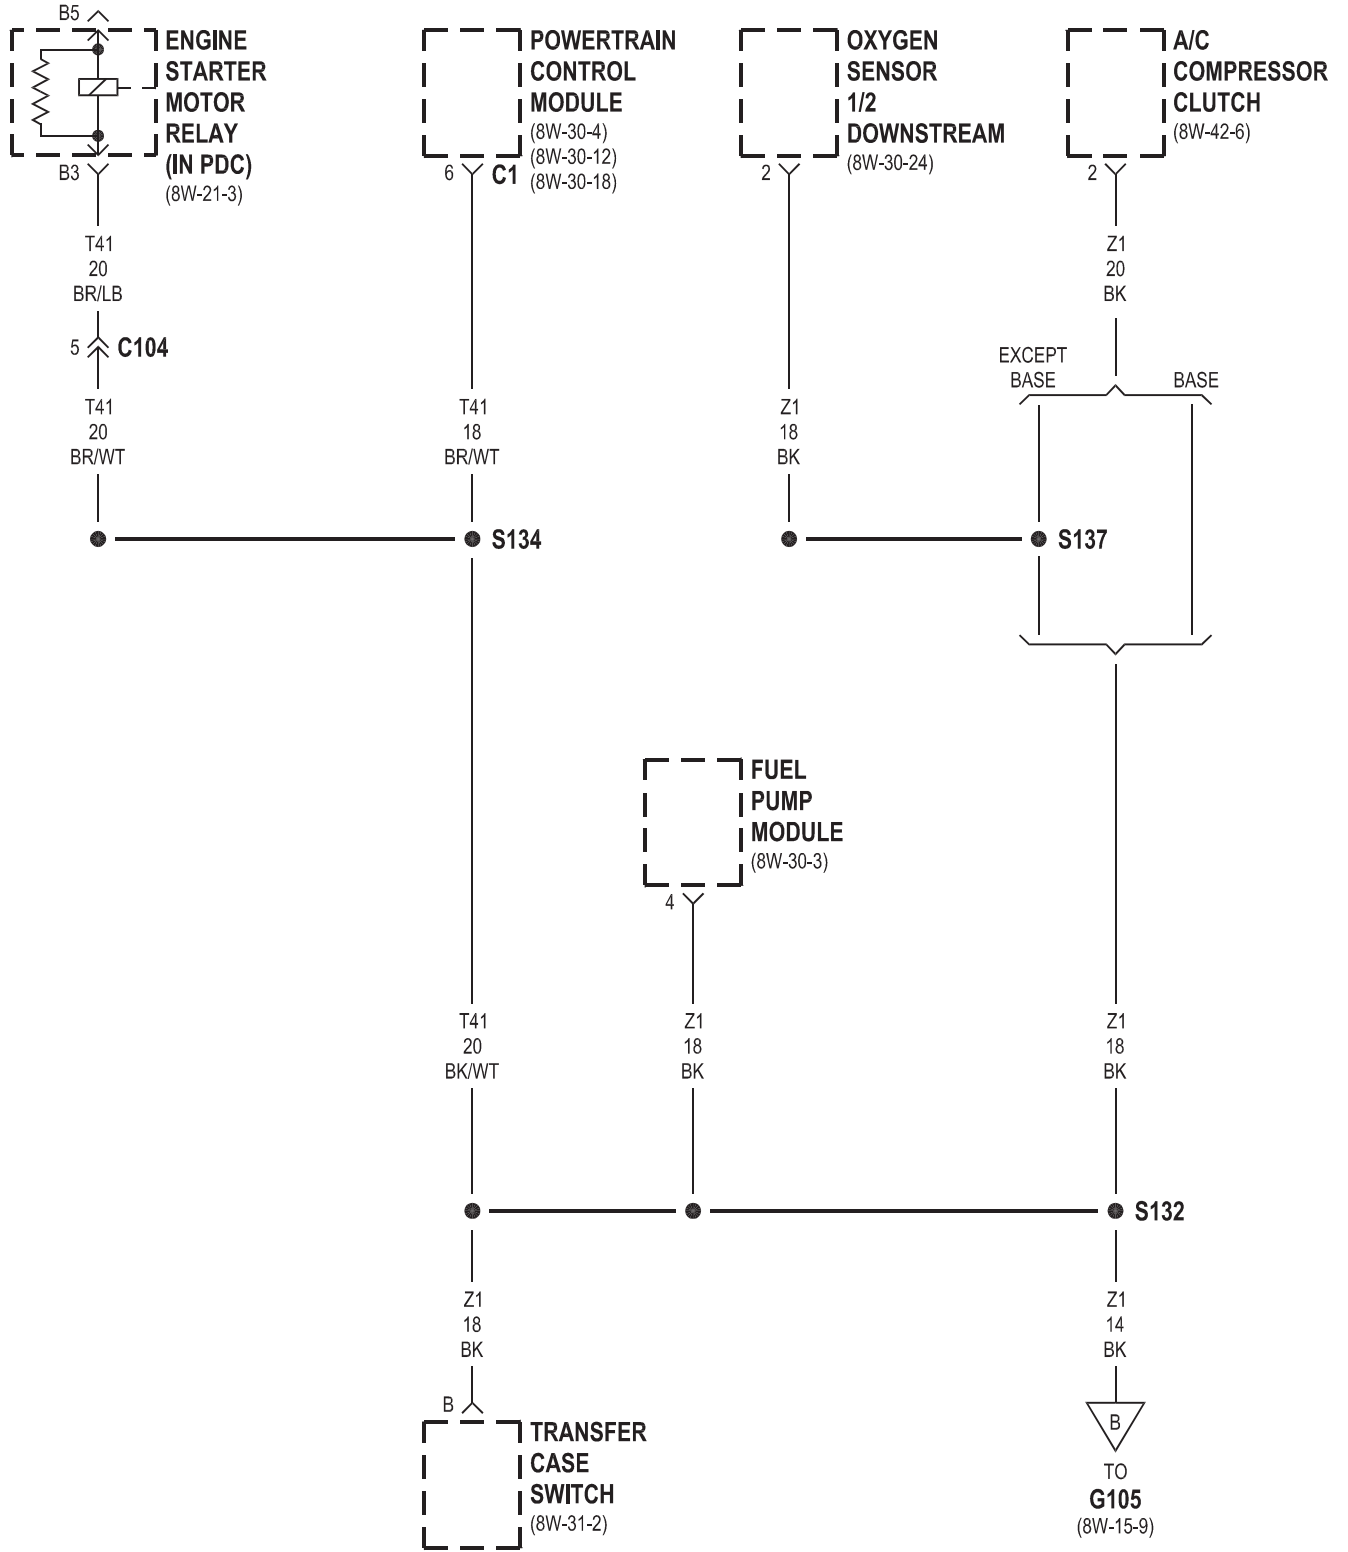 B5
ENGINE
STARTER
MOTOR
RELAY
(IN PDC)
(8W-21-3)
B3
T41
20
BR/LB
5
C104
T41
20
BR/WT
POWERTRAIN
CONTROL
MODULE
(8W-30-4)
(8W-30-12)
(8W-30-18)
6
C1
T41
18
BR/WT
S134
OXYGEN
SENSOR
1/2
DOWNSTREAM
(8W-30-24)
2
Z1
18
BK
A/C
COMPRESSOR
CLUTCH
(8W-42-6)
2
Z1
20
BK
EXCEPT
BASE
BASE
S137
FUEL
PUMP
MODULE
(8W-30-3)
4
T41
20
BK/WT
Z1
18
BK
Z1
18
BK
S132
Z1
18
BK
B
TRANSFER
CASE
SWITCH
(8W-31-2)
Z1
14
BK
B
TO
G105
(8W-15-9)